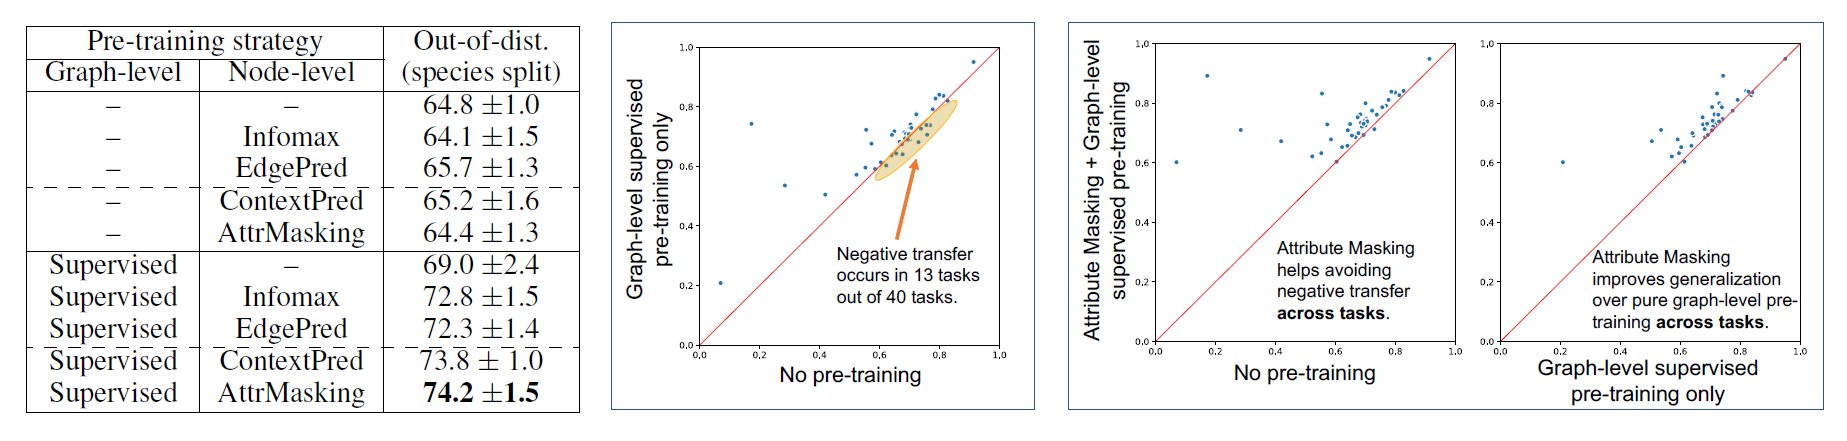 Pre-training strategy Out-of-dist.
Graph-level Node-level (species split)
– – 64.8 ±1.0
– Infomax 64.1 ±1.5
– EdgePred 65.7 ±1.3
– ContextPred 65.2 ±1.6
– AttrMasking 64.4 ±1.3
Supervised – 69.0 ±2.4
Supervised Infomax 72.8 ±1.5
Supervised EdgePred 72.3 ±1.4
Supervised ContextPred 73.8 ± 1.0
Supervised AttrMasking 74.2 ±1.5
Graph-level supervised
pre-training only
1.0
0.8
0.6
0.4
0.2
0.0
0.0 0.2 0.4 0.6 0.8 1.0
Negative transfer
occurs in 13 tasks
out of 40 tasks.
No pre-training
Attribute Masking + Graph-level
supervised pre-training
1.0
0.8
0.6
0.4
0.2
0.0
0.0 0.2 0.4 0.6 0.8 1.0
Attribute Masking
helps avoiding
negative transfer
across tasks.
No pre-training
1.0
0.8
0.6
0.4
0.2
0.0
0.0 0.2 0.4 0.6 0.8 1.0
Attribute Masking
improves generalization
over pure graph-level pre-
training across tasks.
Graph-level supervised
pre-training only